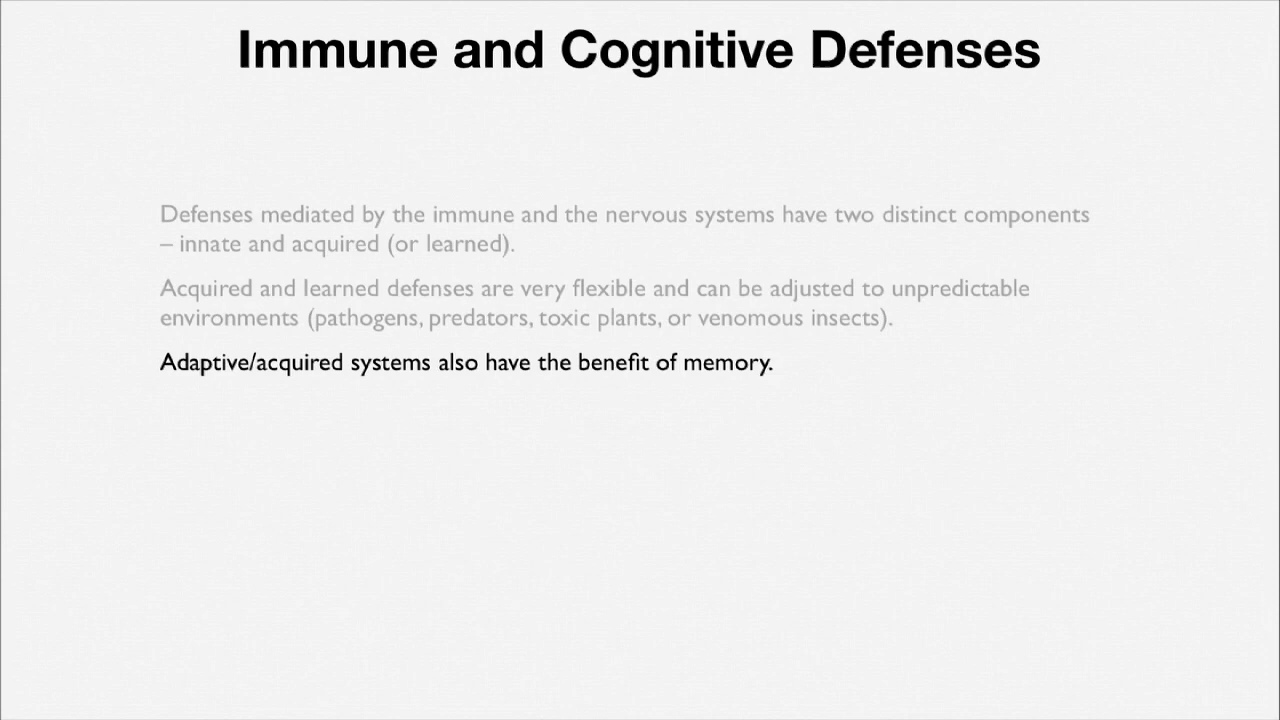 Immune and Cognitive Defenses
Defenses mediated by the immune and the nervous systems have two distinct components
– innate and acquired (or learned).
Acquired and learned defenses are very flexible and can be adjusted to unpredictable
environments (pathogens, predators, toxic plants, or venomous insects).
Adaptive/acquired systems also have the benefit of memory.